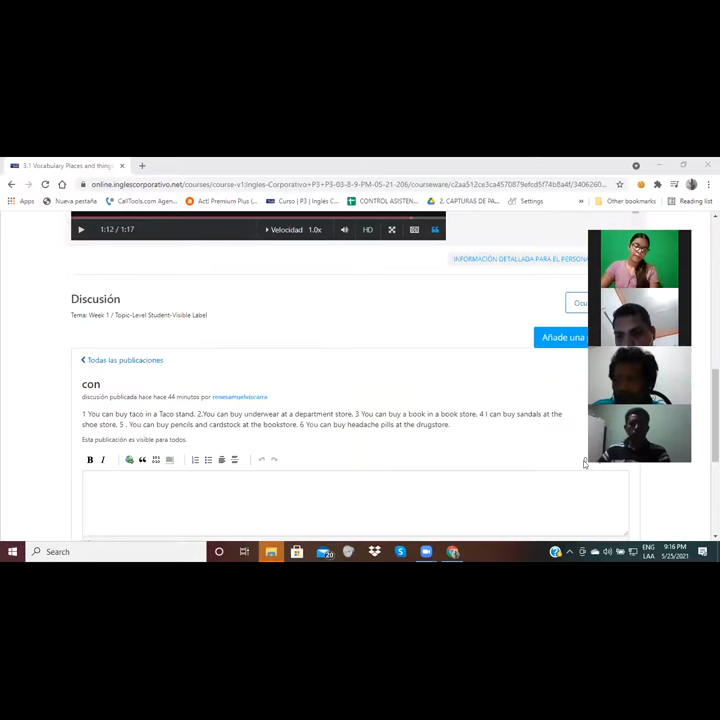 3.1 Vocabulary Places and thing
online.inglescorporativo.net/courses/course-v1:Ingles-Corporativo+P3+P3-03-8-9-PM-05-21-206/courseware/c2aa512ce3ca4570879efcd5f74b8a4f/3406260...
Apps Nueva pestaña CallTools.com Agen... Act! Premium Plus (... Curso | P3 | Inglés C... CONTROL ASISTEN... 2. CAPTURAS DE PA... Settings » Other bookmarks Reading list
1:12 / 1:17 Velocidad 1.0x HD
INFORMACIÓN DETALLADA PARA EL PERSONA
Discusión
Ocu
Tema: Week 1 / Topic-Level Student-Visible Label
Añade una
Todas las publicaciones
con
discusión publicada hace hace 44 minutos por renesamuelviscarra
1 You can buy taco in a Taco stand. 2.You can buy underwear at a department store. 3 You can buy a book in a book store. 4 I can buy sandals at the
shoe store. 5 . You can buy pencils and cardstock at the bookstore. 6 You can buy headache pills at the drugstore.
Esta publicación es visible para todos.
B I
Search
20
ENG 9:16 PM
LAA 5/25/2021